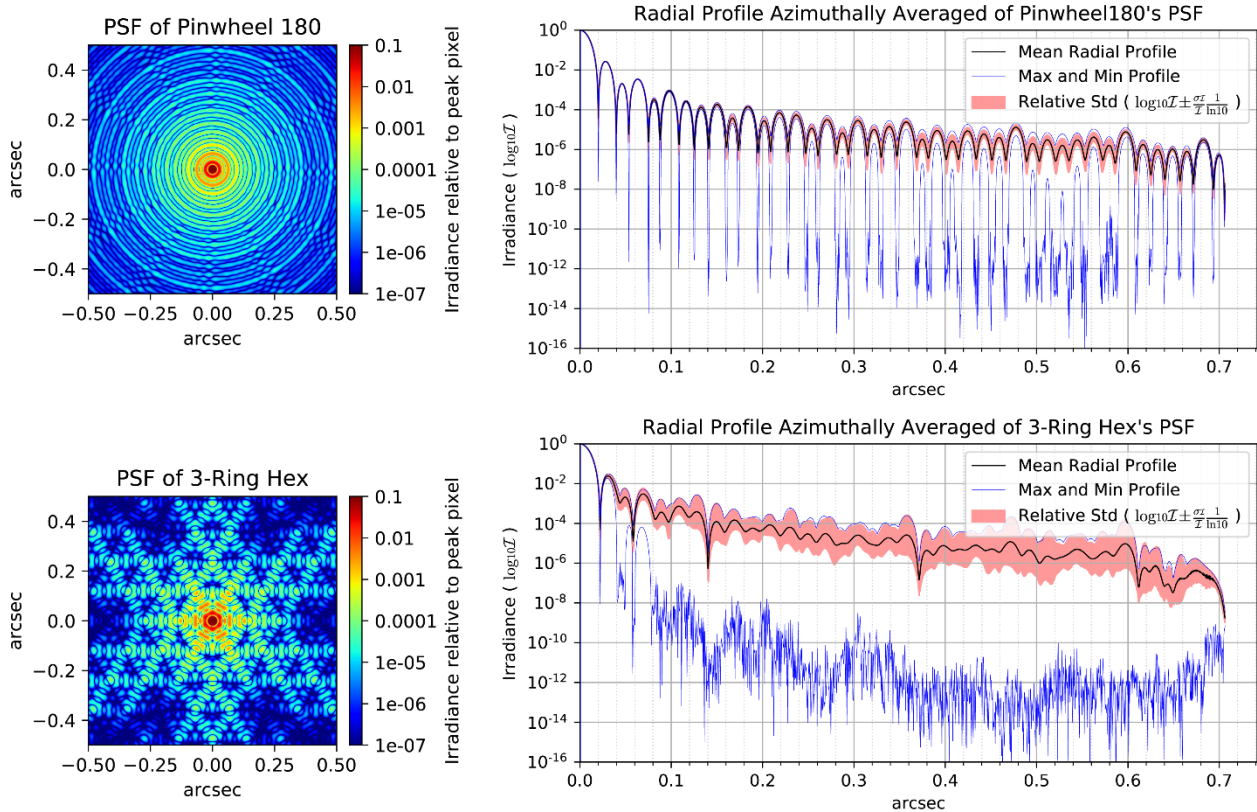 PSF of Pinwheel 180
0.4
0.2
0.0
−0.2
−0.4
arcsec
−0.50 −0.25 0.00 0.25 0.50
arcsec
0.1
0.01
0.001
0.0001
1e-05
1e-06
1e-07
Irradiance relative to peak pixel
Radial Profile Azimuthally Averaged of Pinwheel180's PSF
10^0
10^-2
10^-4
10^-6
10^-8
10^-10
10^-12
10^-14
10^-16
Irradiance ( log10 I )
Mean Radial Profile
Max and Min Profile
Relative Std ( log10 I ± σ_I/I 1/ln10 )
0.0 0.1 0.2 0.3 0.4 0.5 0.6 0.7
arcsec
PSF of 3-Ring Hex
0.4
0.2
0.0
−0.2
−0.4
arcsec
−0.50 −0.25 0.00 0.25 0.50
arcsec
0.1
0.01
0.001
0.0001
1e-05
1e-06
1e-07
Irradiance relative to peak pixel
Radial Profile Azimuthally Averaged of 3-Ring Hex's PSF
10^0
10^-2
10^-4
10^-6
10^-8
10^-10
10^-12
10^-14
10^-16
Irradiance ( log10 I )
Mean Radial Profile
Max and Min Profile
Relative Std ( log10 I ± σ_I/I 1/ln10 )
0.0 0.1 0.2 0.3 0.4 0.5 0.6 0.7
arcsec